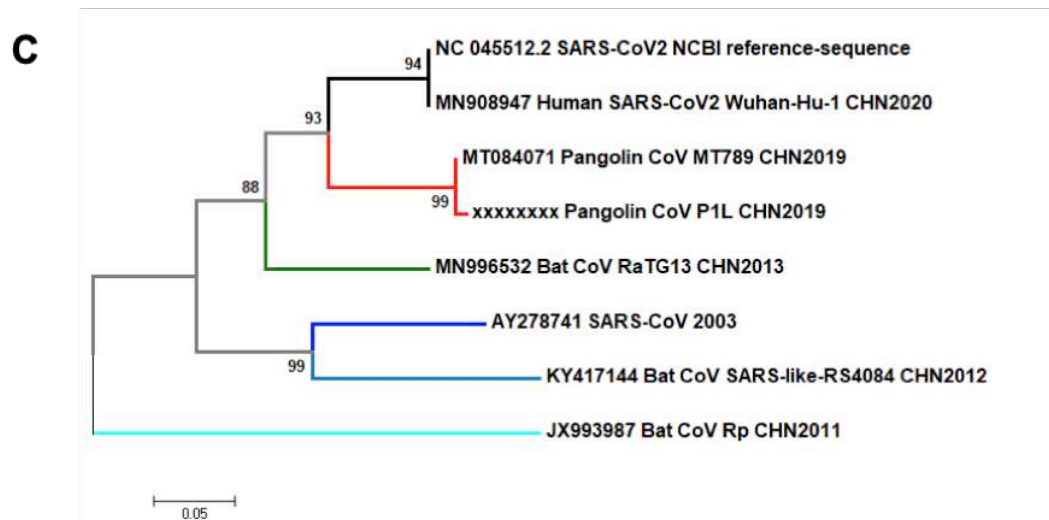 C
NC 045512.2 SARS-CoV2 NCBI reference-sequence
94
MN908947 Human SARS-CoV2 Wuhan-Hu-1 CHN2020
93
MT084071 Pangolin CoV MT789 CHN2019
88
99
xxxxxxxx Pangolin CoV P1L CHN2019
MN996532 Bat CoV RaTG13 CHN2013
AY278741 SARS-CoV 2003
99
KY417144 Bat CoV SARS-like-RS4084 CHN2012
JX993987 Bat CoV Rp CHN2011
0.05